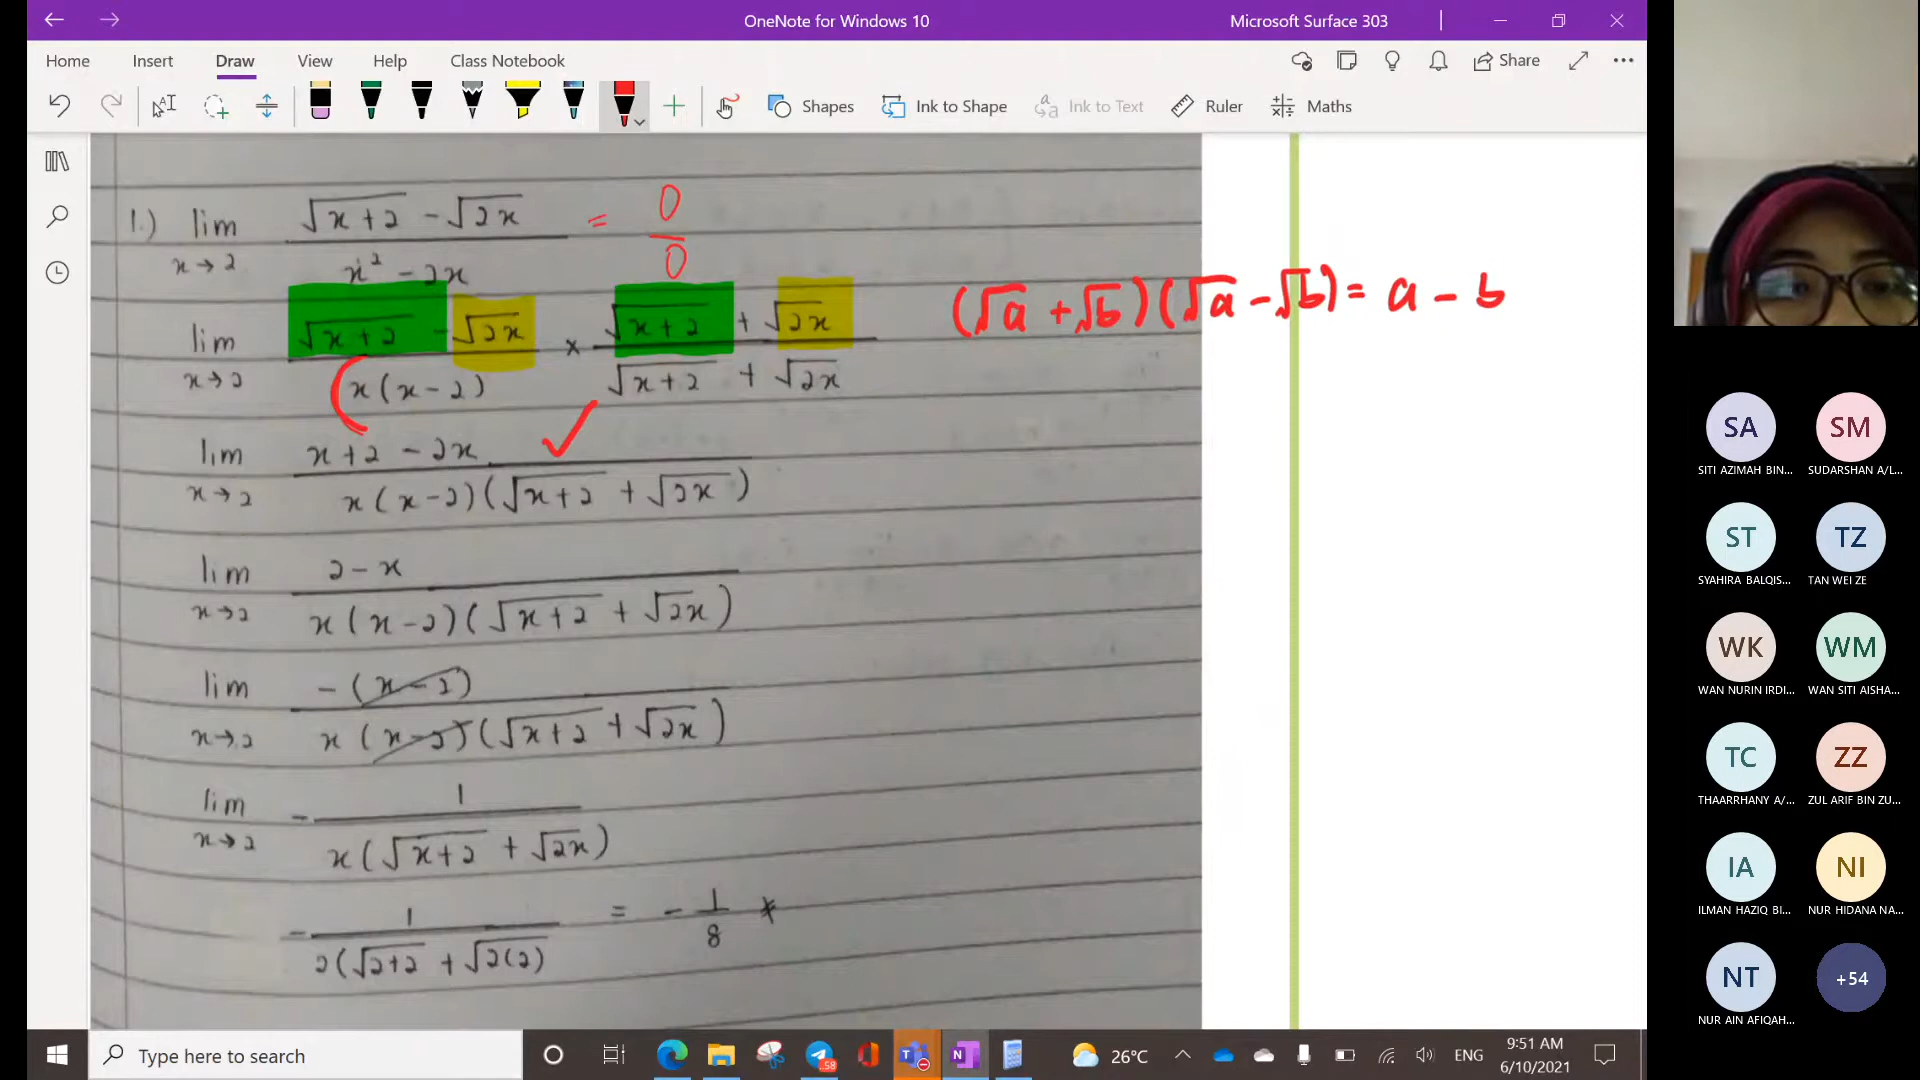 OneNote for Windows 10
Microsoft Surface 303
Home Insert Draw View Help Class Notebook
Share
Shapes Ink to Shape Ink to Text Ruler Maths
1.) lim x→2 (√(x+2) - √(2x)) / (x² - 2x) = 0/0
lim x→2 (√(x+2) - √(2x)) / (x(x-2)) × (√(x+2) + √(2x)) / (√(x+2) + √(2x))
(√a + √b)(√a - √b) = a - b
lim x→2 (x+2 - 2x) / (x(x-2)(√(x+2) + √(2x))) ✓
lim x→2 (2-x) / (x(x-2)(√(x+2) + √(2x)))
lim x→2 -(x-2) / (x(x-2)(√(x+2) + √(2x)))
lim x→2 - 1 / (x(√(x+2) + √(2x)))
- 1 / (2(√(2+2) + √(2(2))) = - 1/8 *
SA SM
SITI AZIMAH BIN... SUDARSHAN A/L...
ST TZ
SYAHIRA BALQIS... TAN WEI ZE
WK WM
WAN NURIN IRDI... WAN SITI AISHA...
TC ZZ
THAARRHANY A/... ZUL ARIF BIN ZU...
IA NI
ILMAN HAZIQ BI... NUR HIDANA NA...
NT +54
NUR AIN AFIQAH...
Type here to search
58
26°C
ENG
9:51 AM
6/10/2021